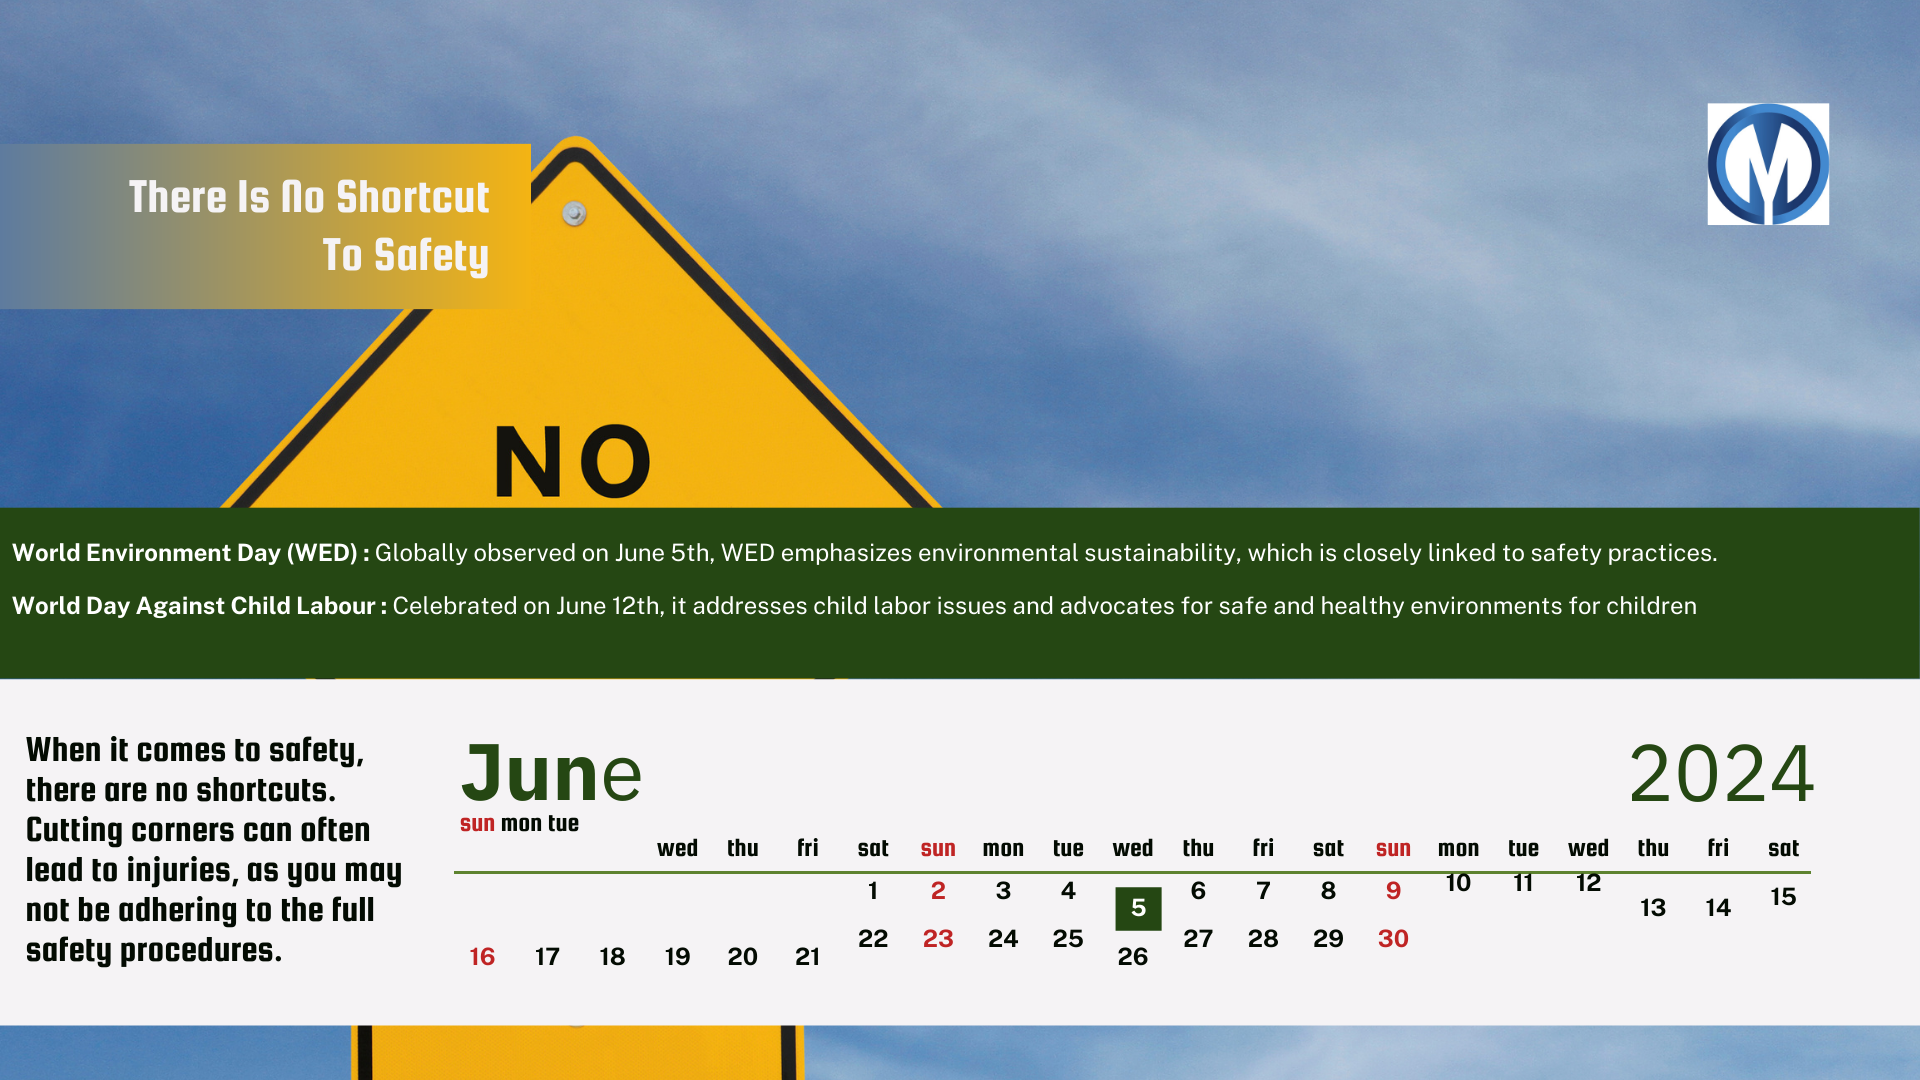 There Is No Shortcut
To Safety
M
NO
World Environment Day (WED) : Globally observed on June 5th, WED emphasizes environmental sustainability, which is closely linked to safety practices.
World Day Against Child Labour : Celebrated on June 12th, it addresses child labor issues and advocates for safe and healthy environments for children
When it comes to safety,
there are no shortcuts.
Cutting corners can often
lead to injuries, as you may
not be adhering to the full
safety procedures.
June 2024
sun mon tue
wed thu fri sat sun mon tue wed thu fri sat sun mon tue wed thu fri sat
1 2 3 4 5 6 7 8 9 10 11 12 13 14 15
16 17 18 19 20 21 22 23 24 25 26 27 28 29 30